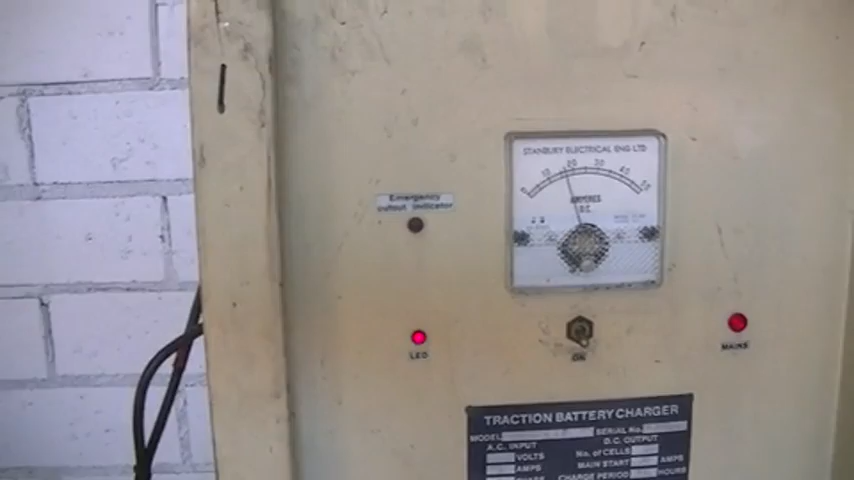 STANBURY ELECTRICAL ENG LTD
0 10 20 30 40 50
AMPERES
D.C.
Emergency
cutout indicator
LED
ON
MAINS
TRACTION BATTERY CHARGER
MODEL SERIAL No.
A.C. INPUT D.C. OUTPUT
VOLTS No. of CELLS
AMPS MAIN START AMPS
CHARGE PERIOD HOURS